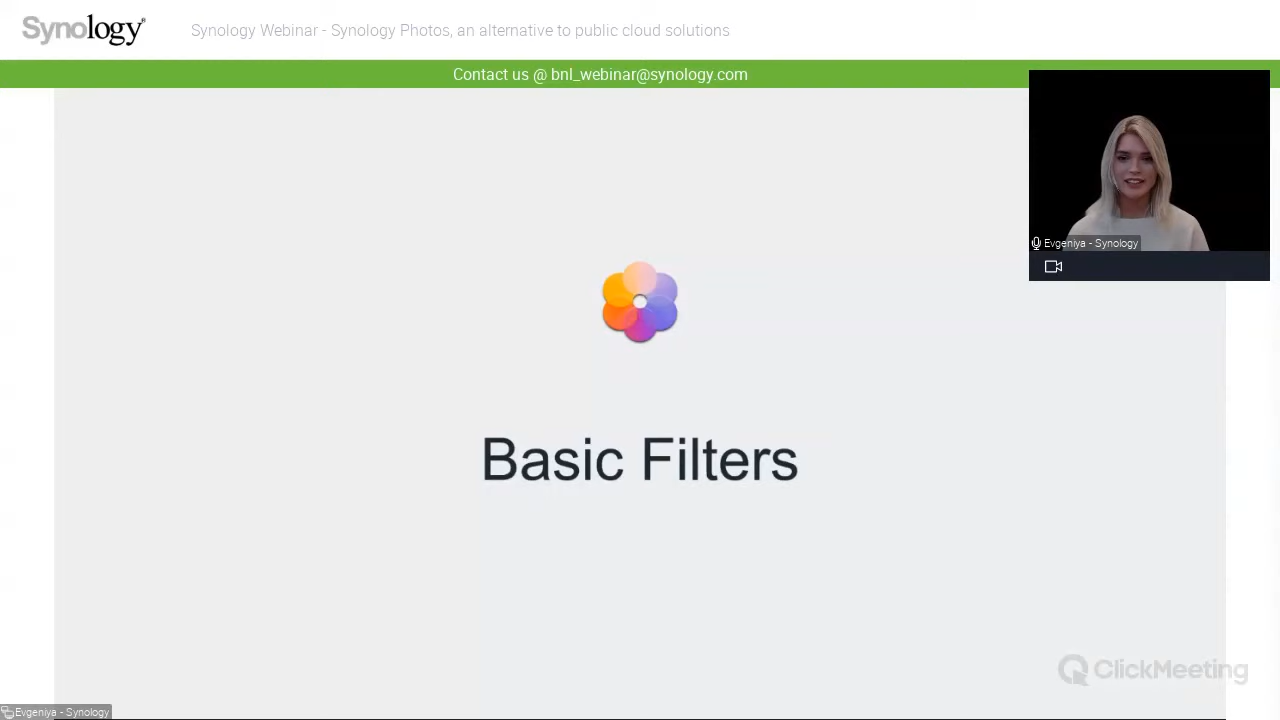 Synology® Synology Webinar - Synology Photos, an alternative to public cloud solutions
Contact us @ bnl_webinar@synology.com
Evgeniya - Synology
Basic Filters
ClickMeeting
Evgeniya - Synology